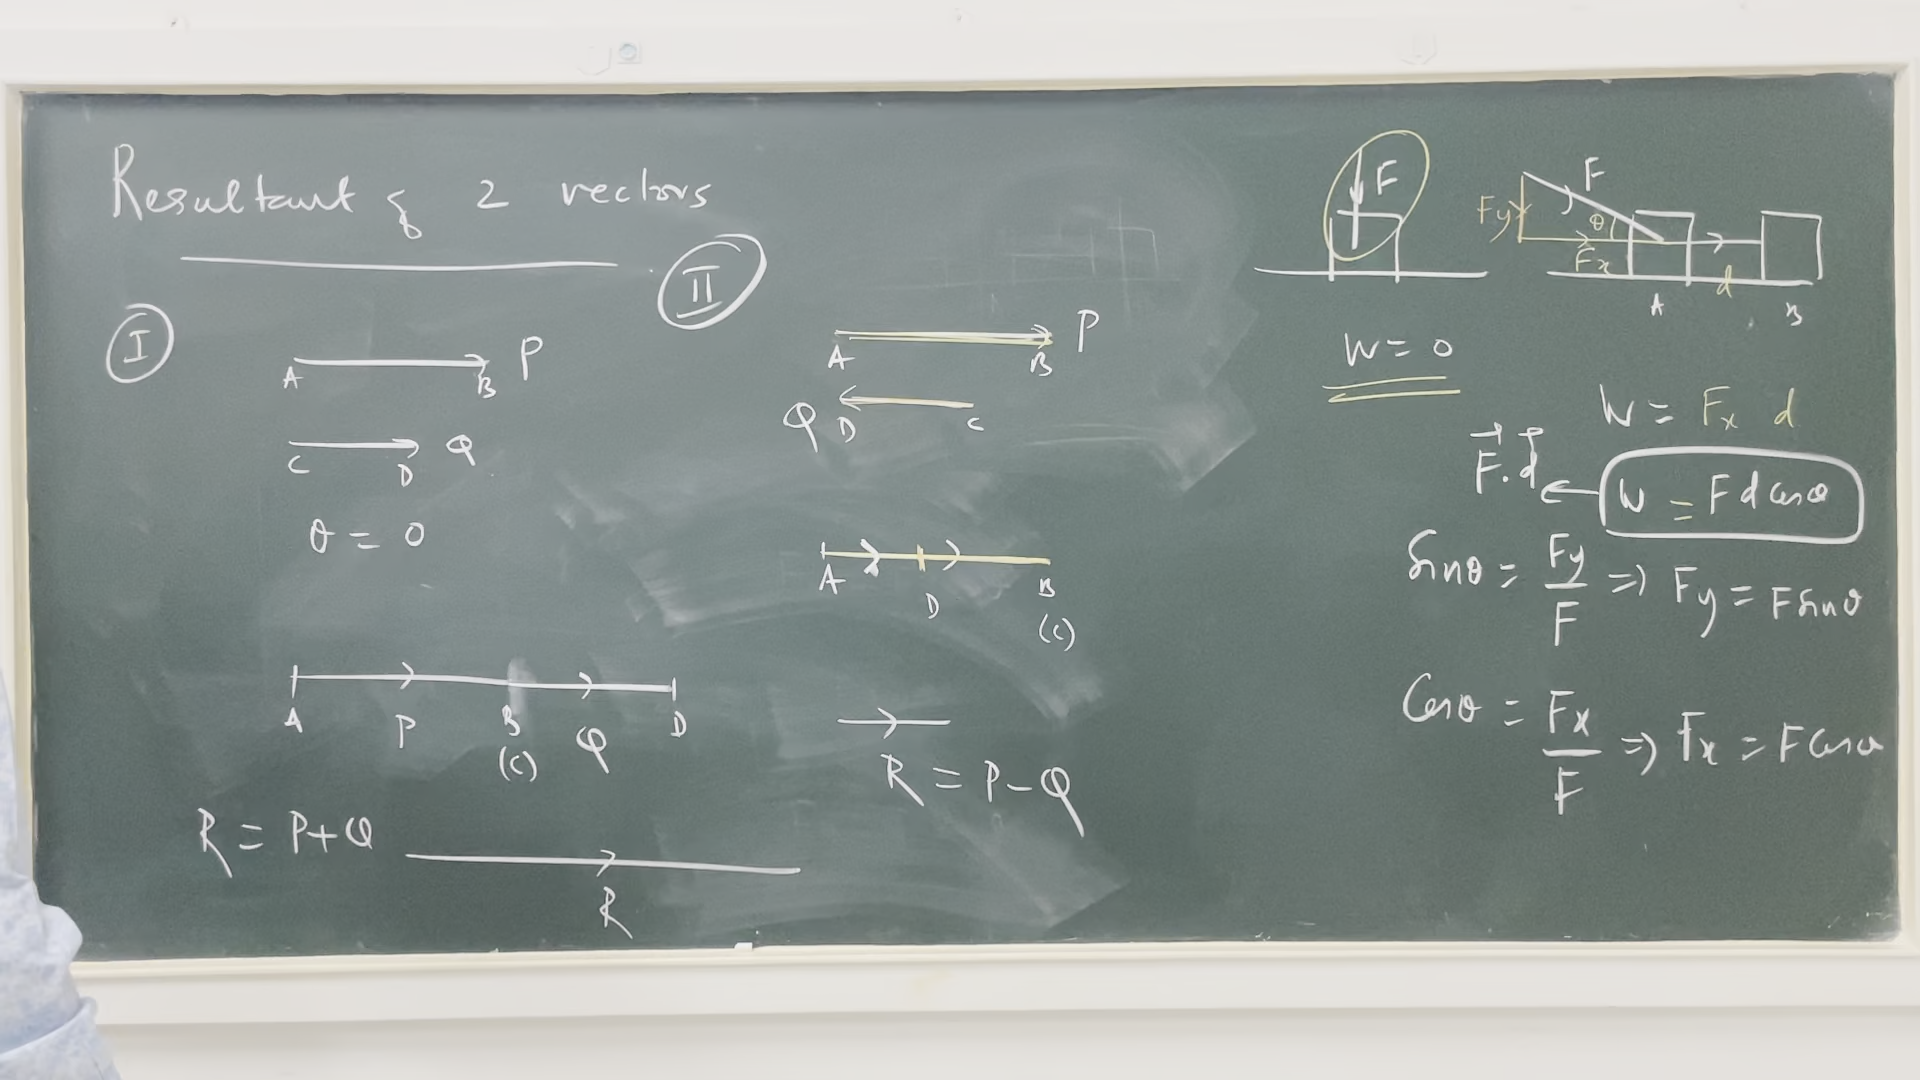 Resultant of 2 vectors
I
A B P
C D Q
θ = 0
A P B Q D
(C)
R = P+Q
R
II
A B P
Q D C
A D B
(C)
R = P-Q
F
W = 0
F
Fy θ
Fx d
A B
W = Fx d
F⃗.d⃗ ← W = F d cosθ
Sinθ = Fy/F => Fy = F Sinθ
Cosθ = Fx/F => Fx = F Cosθ